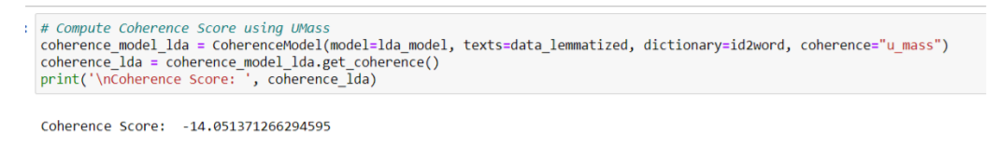 :
# Compute Coherence Score using UMass
coherence_model_lda = CoherenceModel(model=lda_model, texts=data_lemmatized, dictionary=id2word, coherence="u_mass")
coherence_lda = coherence_model_lda.get_coherence()
print('\nCoherence Score: ', coherence_lda)
Coherence Score:  -14.051371266294595